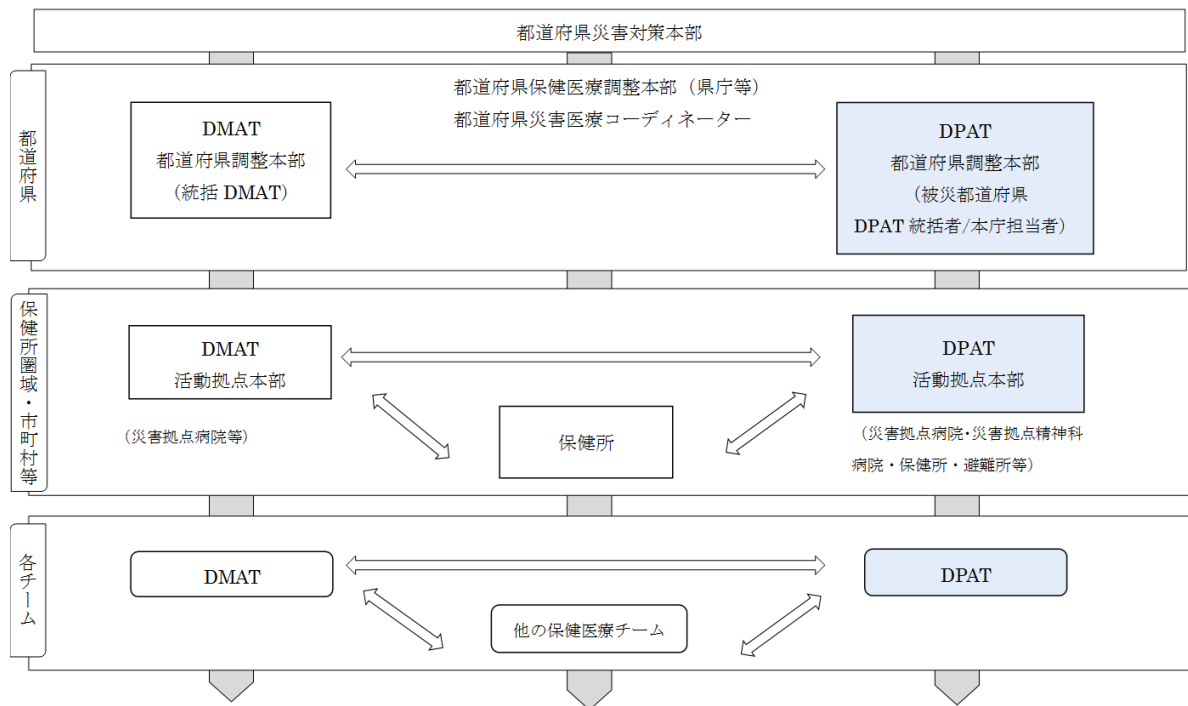 都道府県災害対策本部
都道府県
都道府県保健医療調整本部（県庁等）
都道府県災害医療コーディネーター
DMAT
都道府県調整本部
（統括 DMAT）
DPAT
都道府県調整本部
（被災都道府県
DPAT 統括者/本庁担当者）
保健所圏域・市町村等
DMAT
活動拠点本部
（災害拠点病院等）
保健所
DPAT
活動拠点本部
（災害拠点病院・災害拠点精神科
病院・保健所・避難所等）
各チーム
DMAT
他の保健医療チーム
DPAT